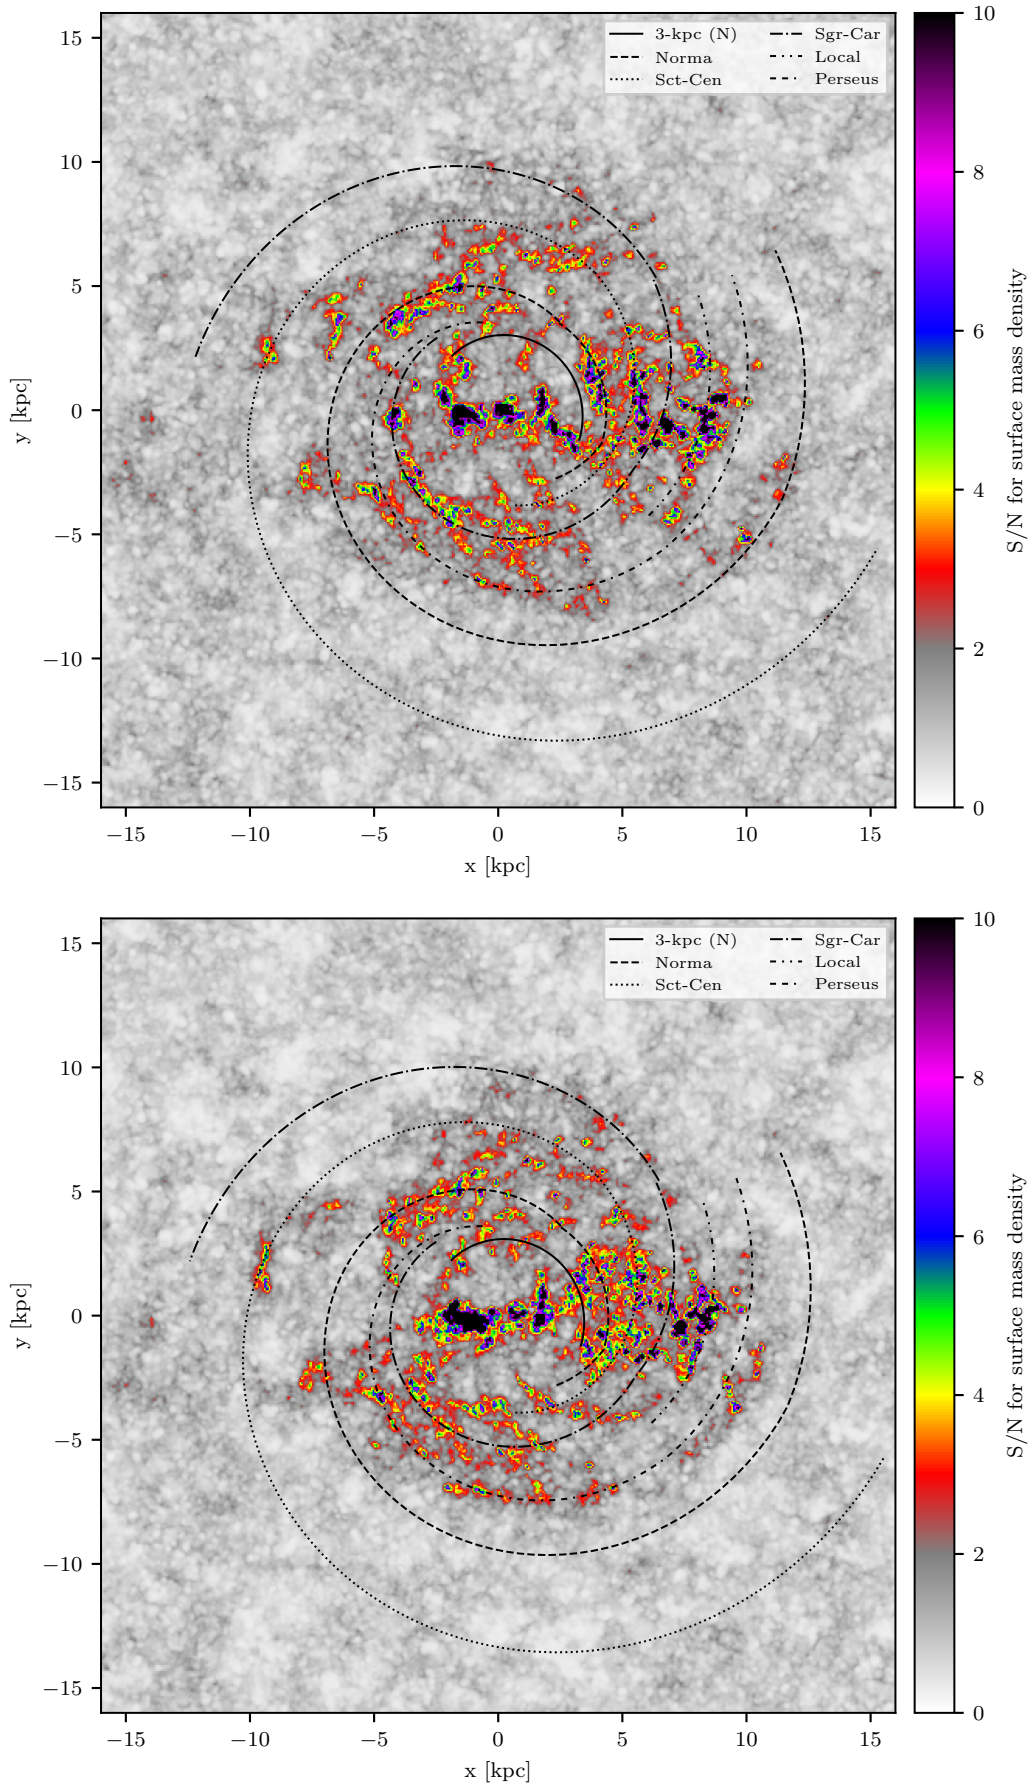 15
10
5
0
−5
−10
−15
y [kpc]
3-kpc (N)
Norma
Sct-Cen
Sgr-Car
Local
Perseus
−15 −10 −5 0 5 10 15
x [kpc]
10
8
6
4
2
0
S/N for surface mass density
15
10
5
0
−5
−10
−15
y [kpc]
3-kpc (N)
Norma
Sct-Cen
Sgr-Car
Local
Perseus
−15 −10 −5 0 5 10 15
x [kpc]
10
8
6
4
2
0
S/N for surface mass density